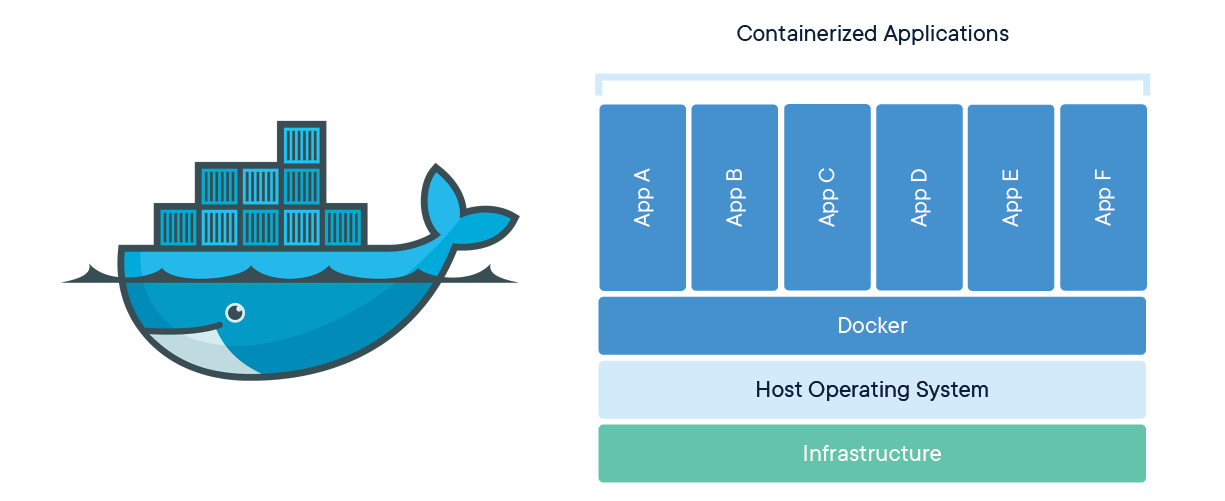 Containerized Applications
App A
App B
App C
App D
App E
App F
Docker
Host Operating System
Infrastructure